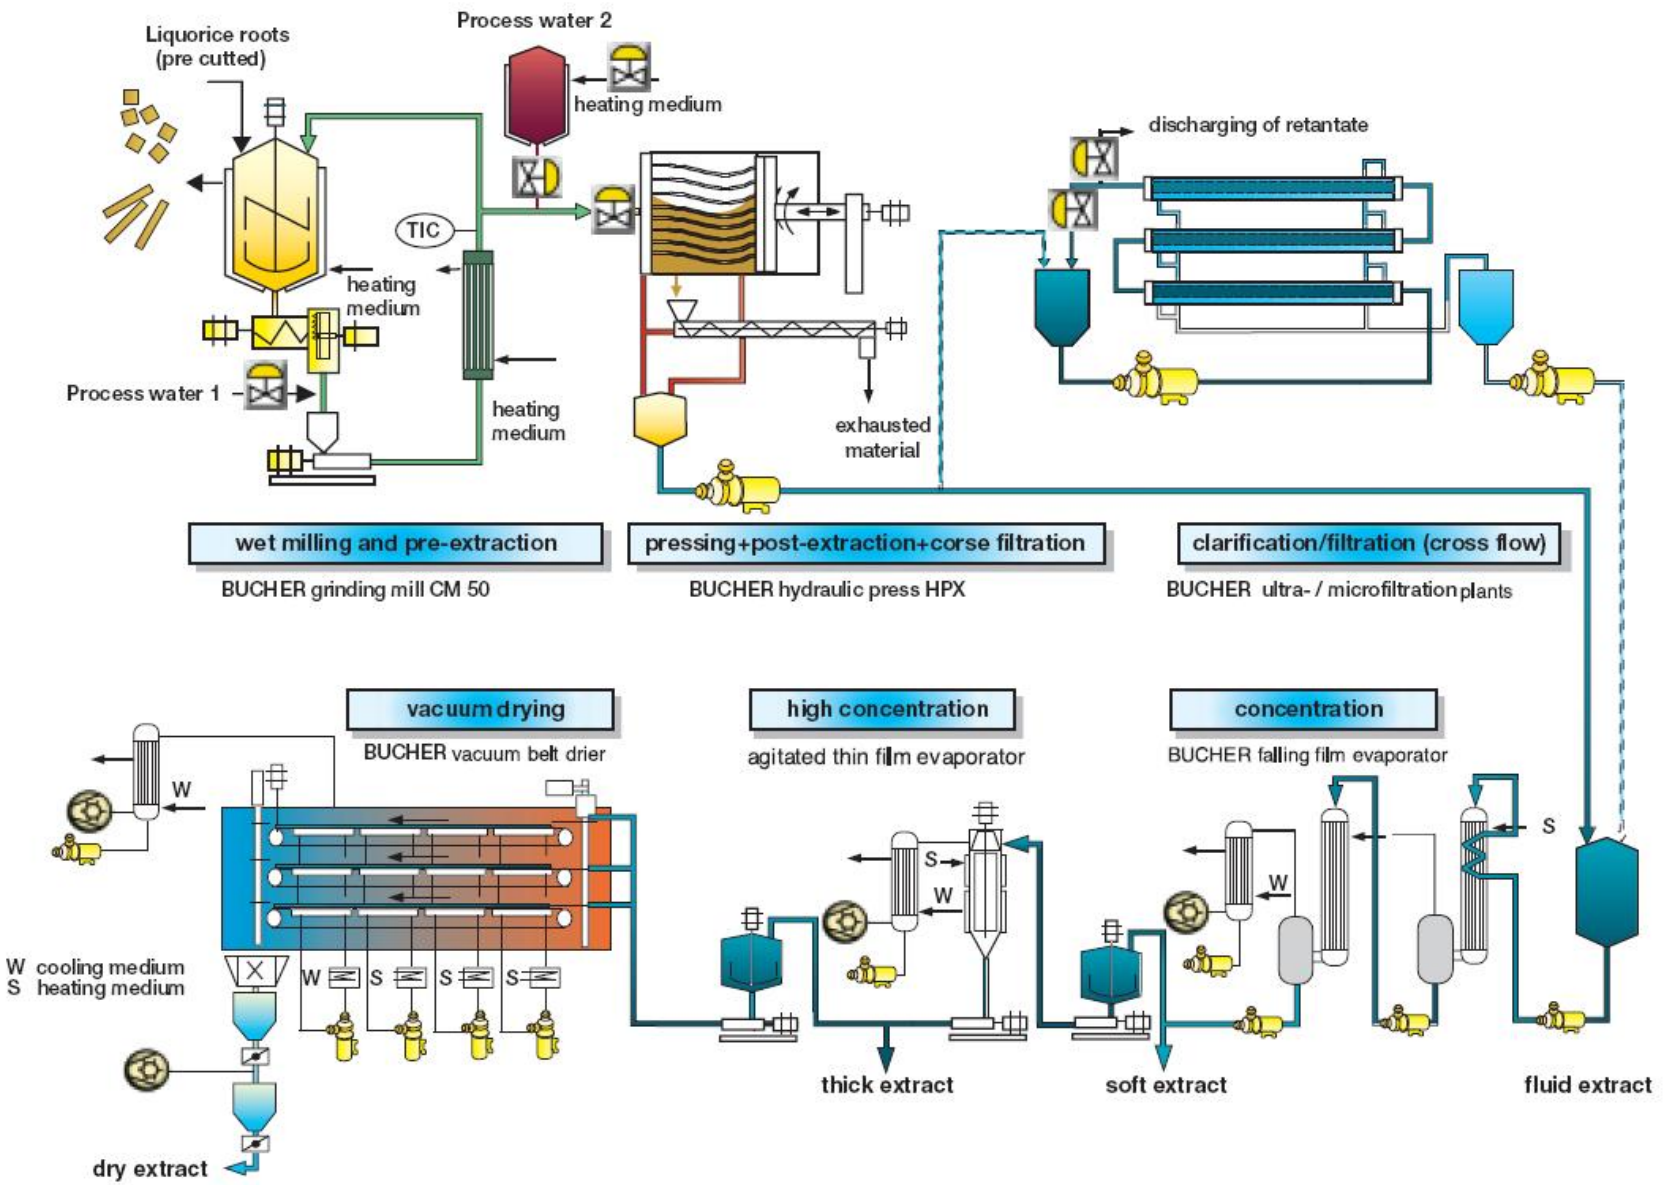 Process water 2
Liquorice roots
(pre cutted)
heating medium
discharging of retantate
TIC
heating
medium
Process water 1
heating
medium
exhausted
material
wet milling and pre-extraction
BUCHER grinding mill CM 50
pressing+post-extraction+corse filtration
BUCHER hydraulic press HPX
clarification/filtration (cross flow)
BUCHER ultra- / microfiltration plants
vacuum drying
BUCHER vacuum belt drier
high concentration
agitated thin film evaporator
concentration
BUCHER falling film evaporator
W
S
S
W
W
W cooling medium
S heating medium
W
S
S
S
thick extract
soft extract
fluid extract
dry extract